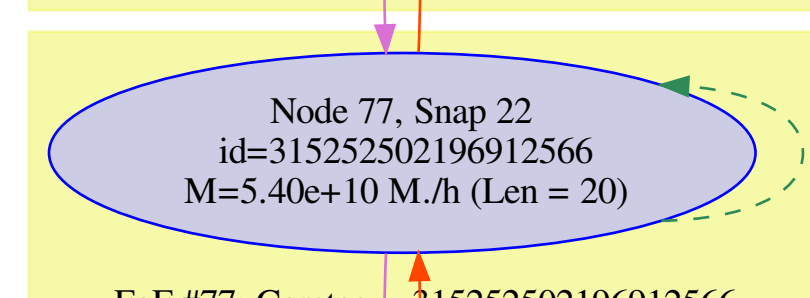 Node 77, Snap 22
id=315252502196912566
M=5.40e+10 M./h (Len = 20)